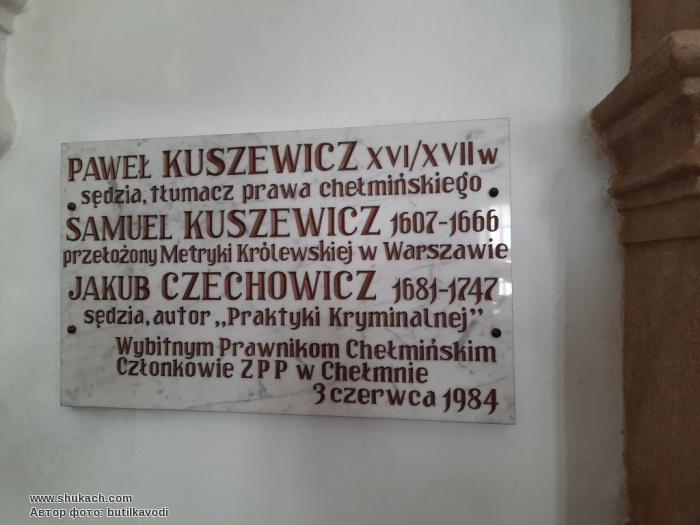 PAWEŁ KUSZEWICZ XVI/XVII w
sędzia, tłumacz prawa chełmińskiego
SAMUEL KUSZEWICZ 1607-1666
przełożony Metryki Królewskiej w Warszawie
JAKUB CZECHOWICZ 1681-1747
sędzia, autor „Praktyki Kryminalnej”
Wybitnym Prawnikom Chełmińskim
Członkowie ZPP w Chełmnie
3 czerwca 1984
www.shukach.com
Автор фото: butilkavodi